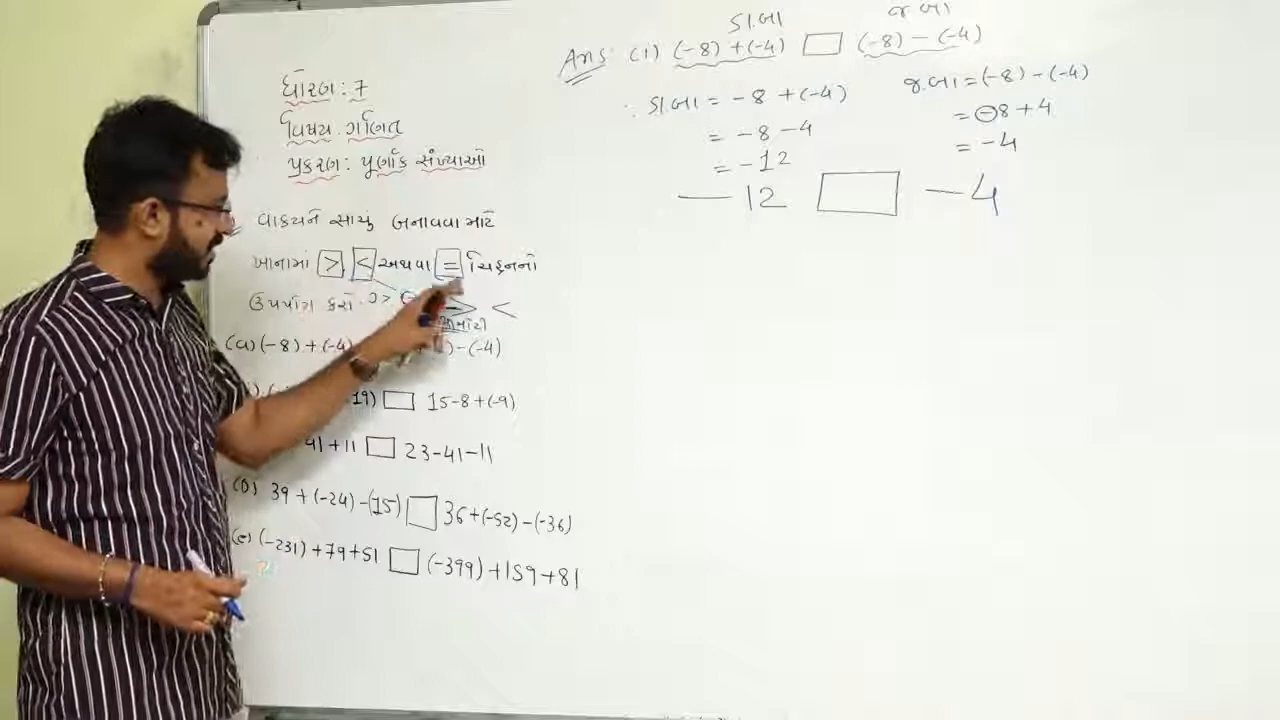 ધોરણ : 7
વિષય : ગણિત
પ્રકરણ : પૂર્ણાંક સંખ્યાઓ
વાક્યને સાચું બનાવવા માટે
ખાનામાં > < અથવા = ચિહ્નનો
ઉપયોગ કરો.
> <
(a) (-8) + (-4) -(-4)
19) □ 15-8+(-9)
41+11 □ 23-41-11
(D) 39+(-24)-(15) □ 36+(-52)-(-36)
(e) (-231)+79+51 □ (-399)+159+81
ડા.બા જ.બા
Ans (1) (-8)+(-4) □ (-8)-(-4)
∴ ડા.બા = -8+(-4)
= -8-4
= -12
જ.બા = (-8)-(-4)
= -8+4
= -4
-12 □ -4